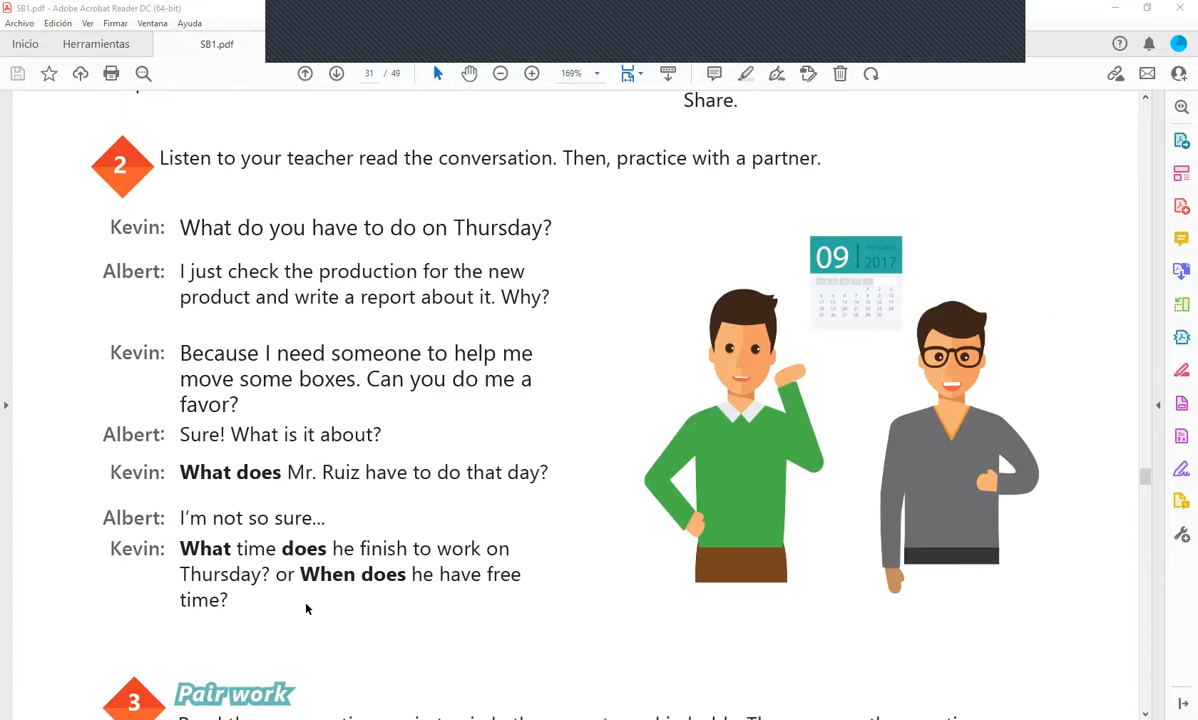 SB1.pdf - Adobe Acrobat Reader DC (64-bit)
Archivo Edición Ver Firmar Ventana Ayuda
Inicio Herramientas SB1.pdf
31 / 49 169%
Share.
2 Listen to your teacher read the conversation. Then, practice with a partner.
Kevin: What do you have to do on Thursday?
Albert: I just check the production for the new
product and write a report about it. Why?
Kevin: Because I need someone to help me
move some boxes. Can you do me a
favor?
Albert: Sure! What is it about?
Kevin: What does Mr. Ruiz have to do that day?
Albert: I'm not so sure...
Kevin: What time does he finish to work on
Thursday? or When does he have free
time?
09 2017
3 Pair work